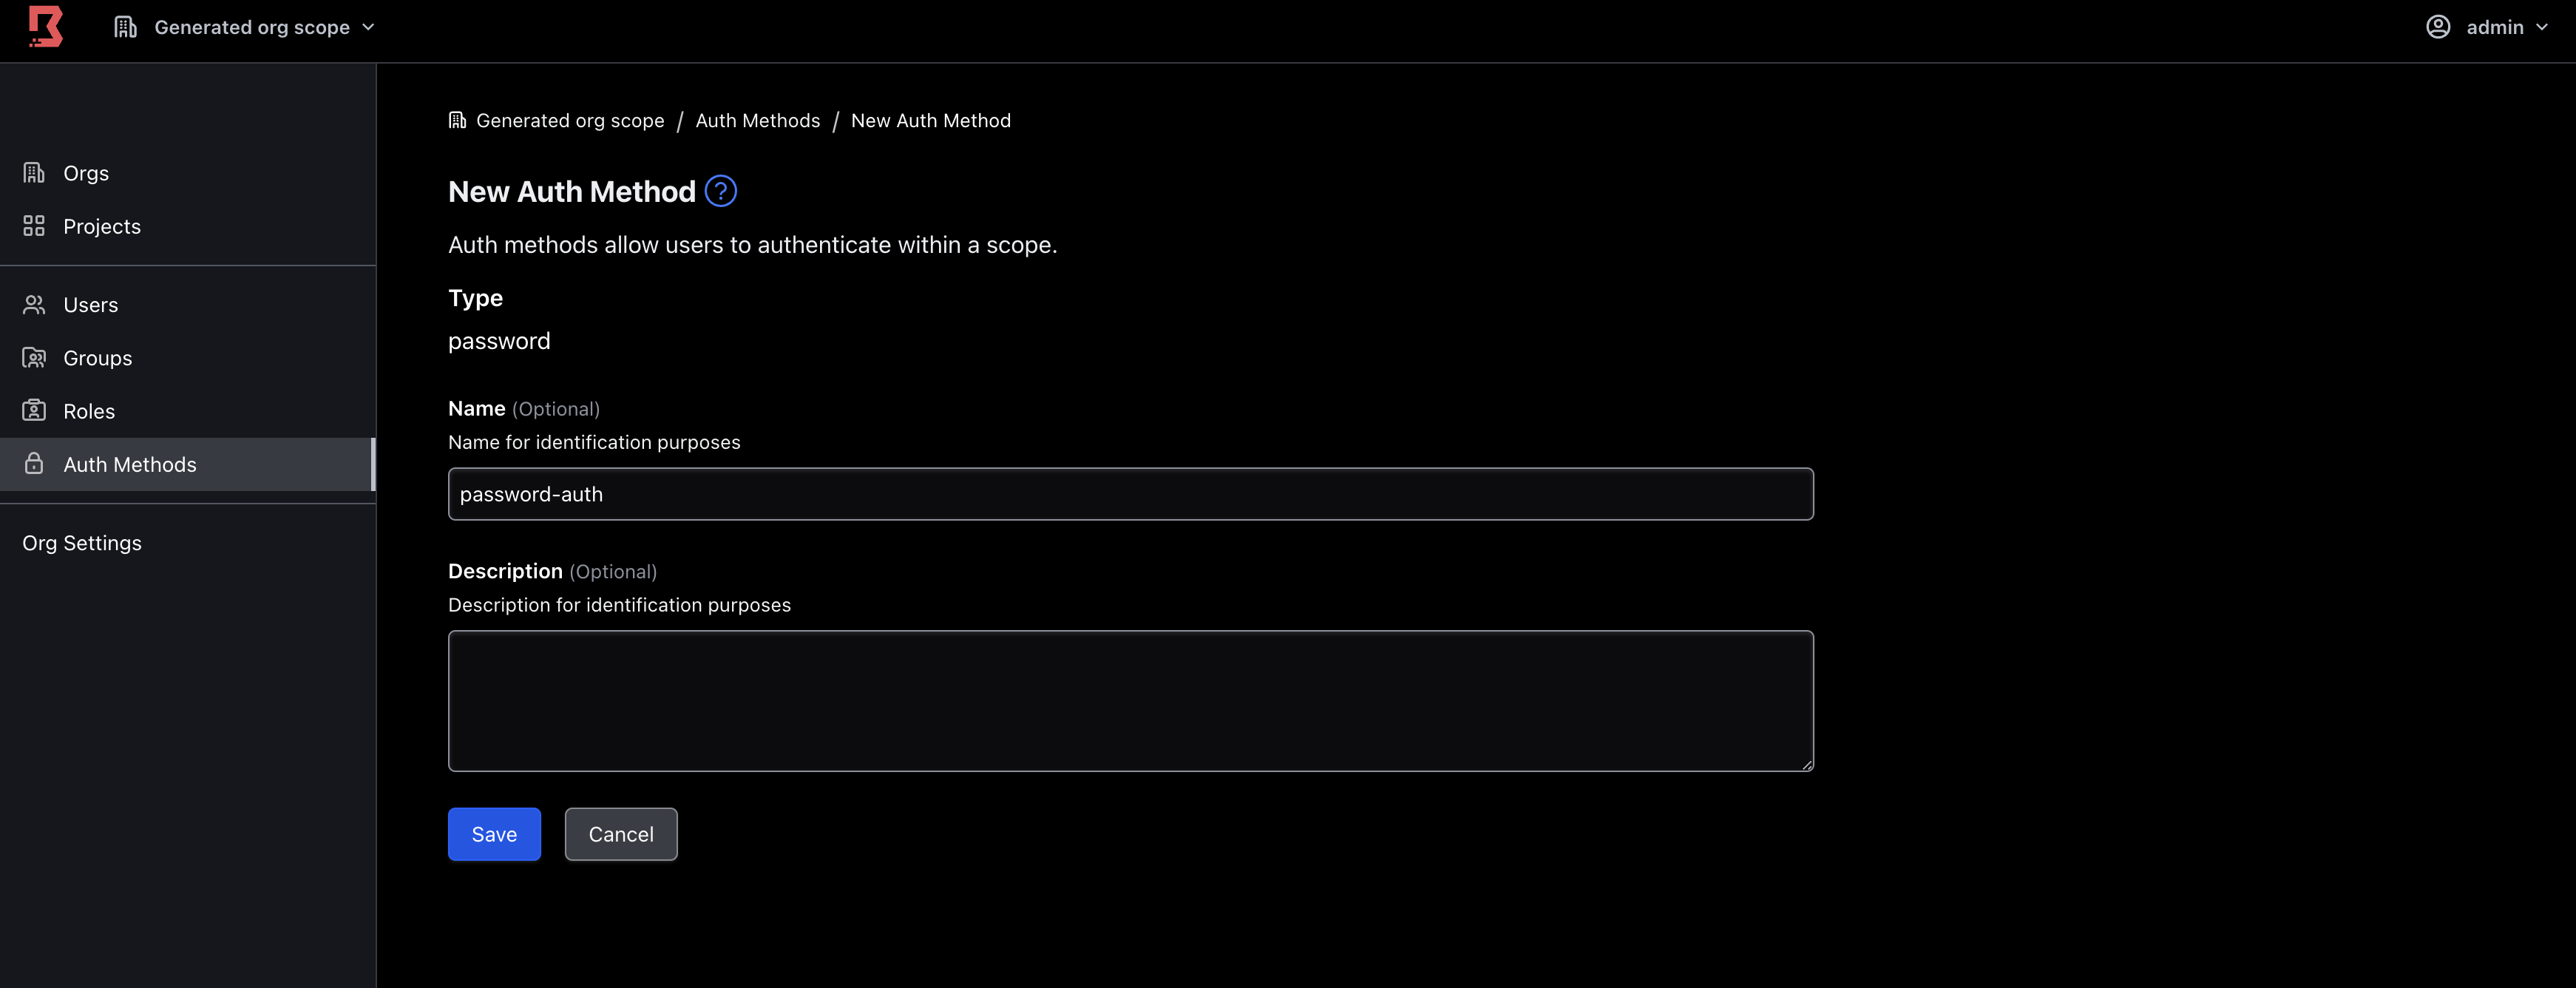 Generated org scope
admin
Orgs
Projects
Users
Groups
Roles
Auth Methods
Org Settings
Generated org scope / Auth Methods / New Auth Method
New Auth Method
Auth methods allow users to authenticate within a scope.
Type
password
Name (Optional)
Name for identification purposes
password-auth
Description (Optional)
Description for identification purposes
Save
Cancel